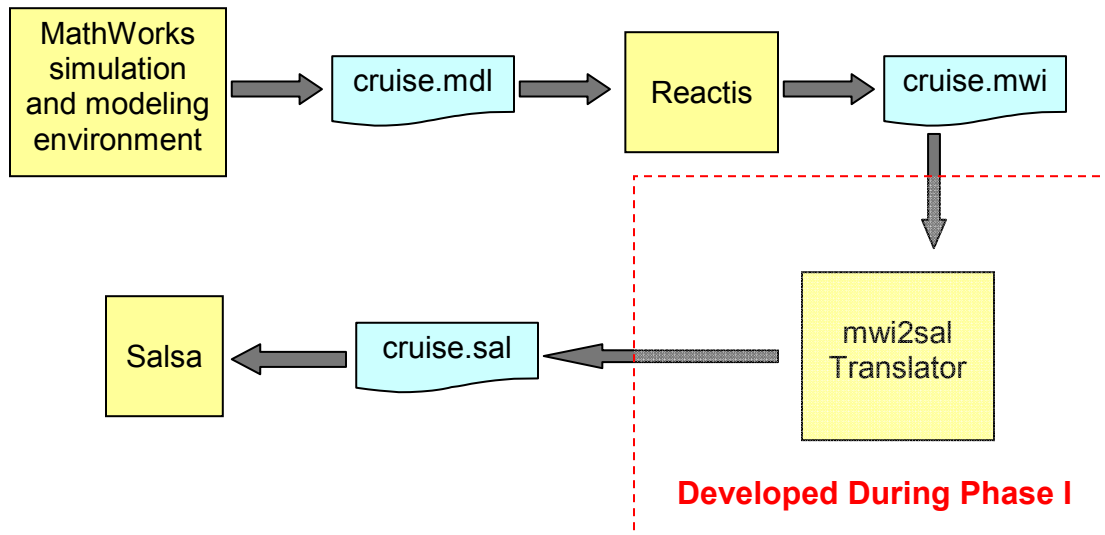 MathWorks
simulation
and modeling
environment
cruise.mdl
Reactis
cruise.mwi
Salsa
cruise.sal
mwi2sal
Translator
Developed During Phase I